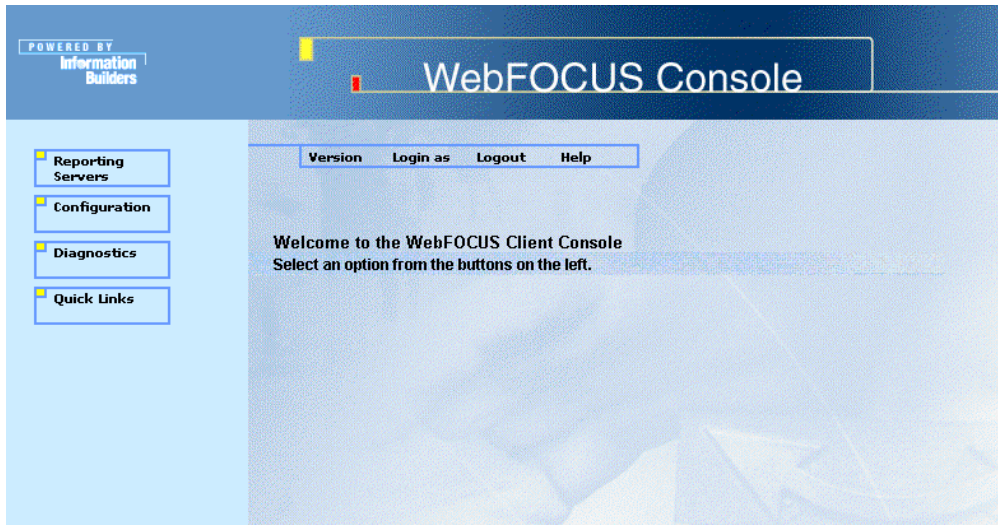 POWERED BY
Information
Builders
WebFOCUS Console
Version Login as Logout Help
Reporting
Servers
Configuration
Diagnostics
Quick Links
Welcome to the WebFOCUS Client Console
Select an option from the buttons on the left.